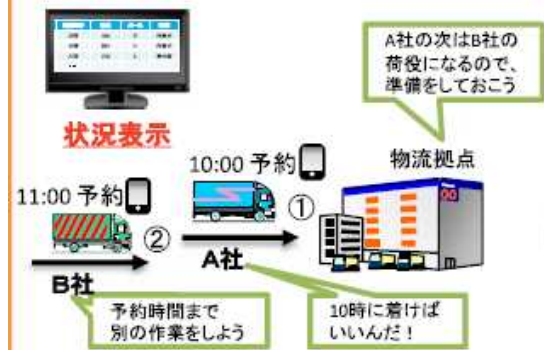 A社の次はB社の
荷役になるので、
準備をしておこう
状況表示
10:00 予約
物流拠点
11:00 予約
①
②
A社
B社
予約時間まで
別の作業をしよう
10時に着けば
いいんだ！